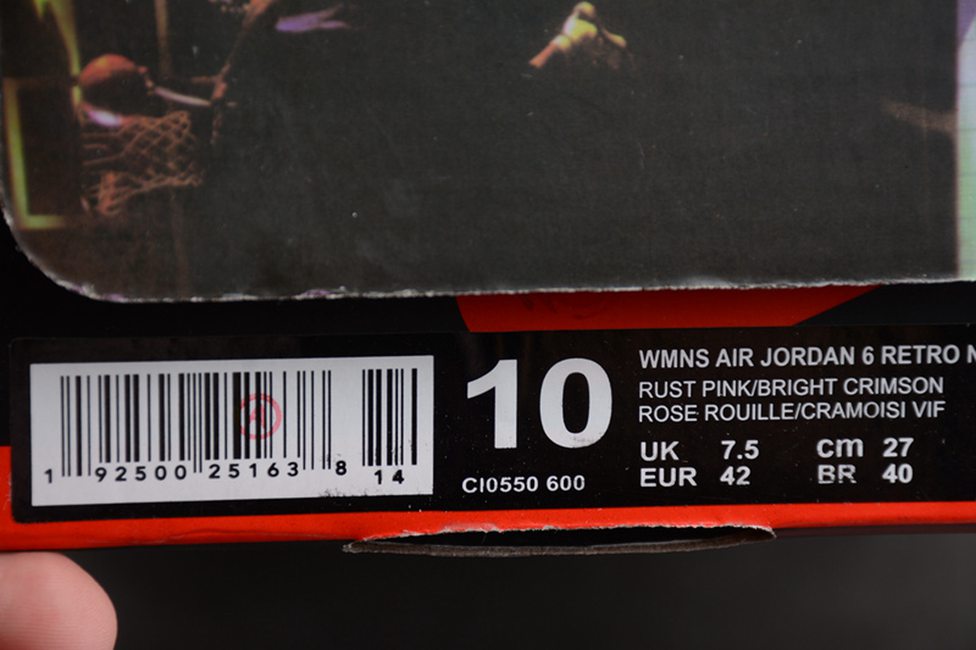 1 92500 25163 8 14
10
CI0550 600
WMNS AIR JORDAN 6 RETRO N
RUST PINK/BRIGHT CRIMSON
ROSE ROUILLE/CRAMOISI VIF
UK 7.5 cm 27
EUR 42 BR 40